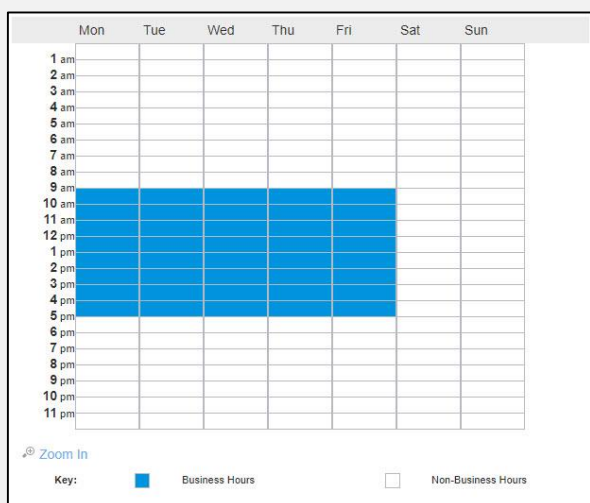 Mon Tue Wed Thu Fri Sat Sun
1 am
2 am
3 am
4 am
5 am
6 am
7 am
8 am
9 am
10 am
11 am
12 pm
1 pm
2 pm
3 pm
4 pm
5 pm
6 pm
7 pm
8 pm
9 pm
10 pm
11 pm
Zoom In
Key: Business Hours Non-Business Hours